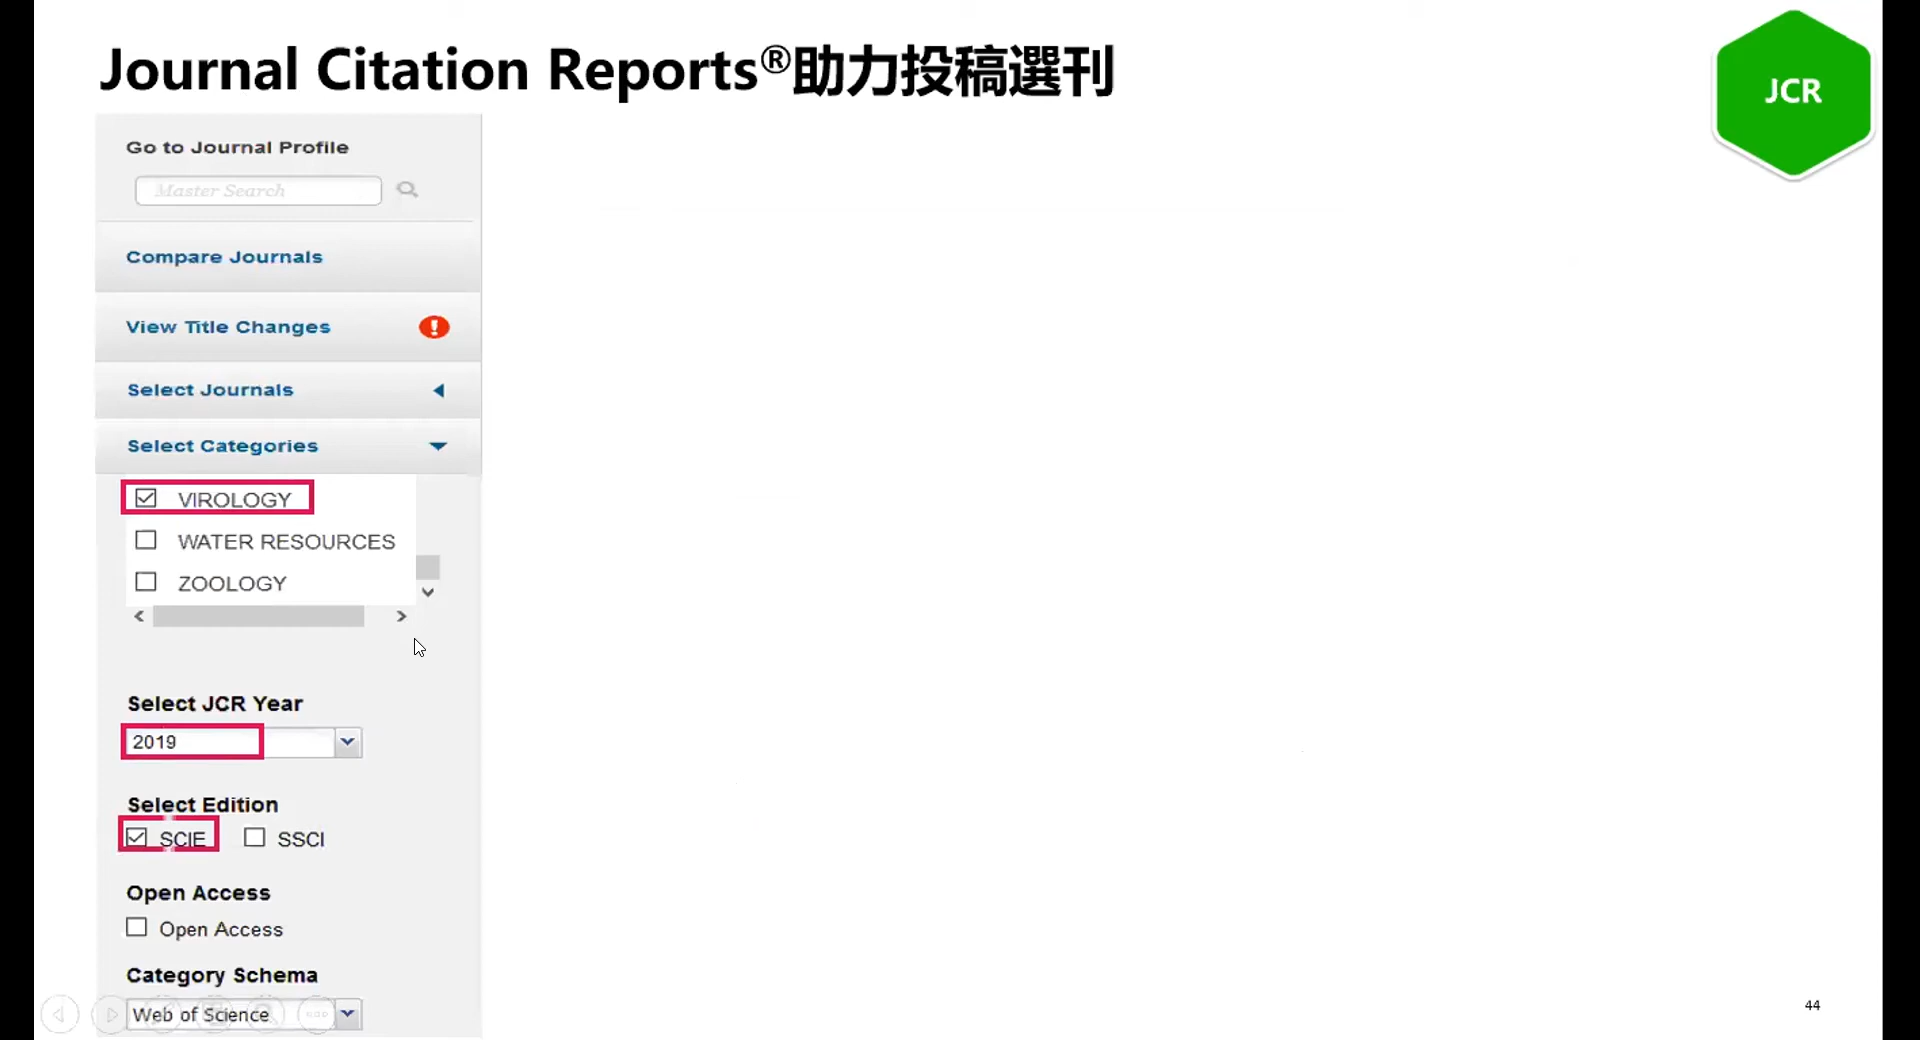 Journal Citation Reports®助力投稿選刊
JCR
Go to Journal Profile
Master Search
Compare Journals
View Title Changes
Select Journals
Select Categories
VIROLOGY
WATER RESOURCES
ZOOLOGY
Select JCR Year
2019
Select Edition
SCIE SSCI
Open Access
Open Access
Category Schema
Web of Science
44